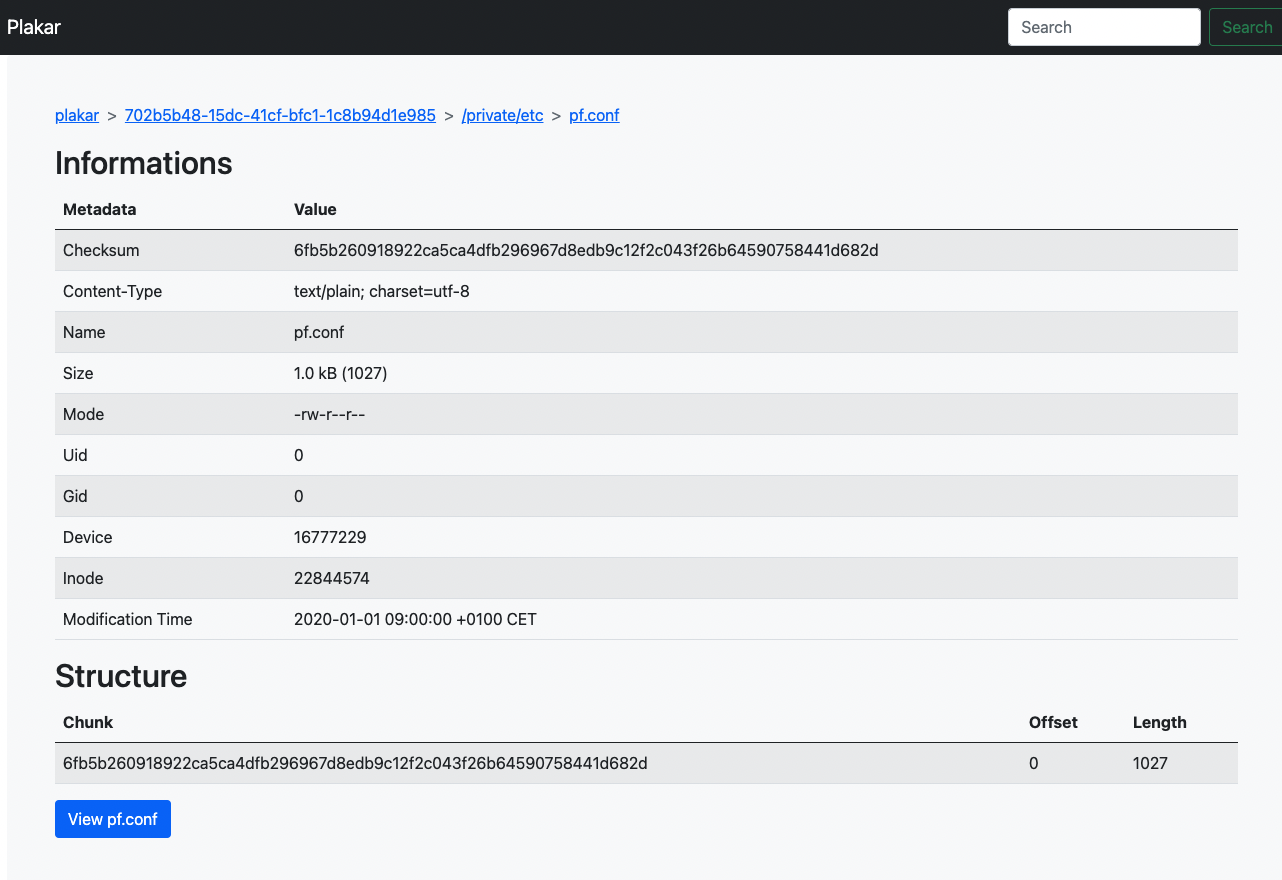 Plakar
Search
Search
plakar > 702b5b48-15dc-41cf-bfc1-1c8b94d1e985 > /private/etc > pf.conf
Informations
Metadata Value
Checksum 6fb5b260918922ca5ca4dfb296967d8edb9c12f2c043f26b64590758441d682d
Content-Type text/plain; charset=utf-8
Name pf.conf
Size 1.0 kB (1027)
Mode -rw-r--r--
Uid 0
Gid 0
Device 16777229
Inode 22844574
Modification Time 2020-01-01 09:00:00 +0100 CET
Structure
Chunk Offset Length
6fb5b260918922ca5ca4dfb296967d8edb9c12f2c043f26b64590758441d682d 0 1027
View pf.conf